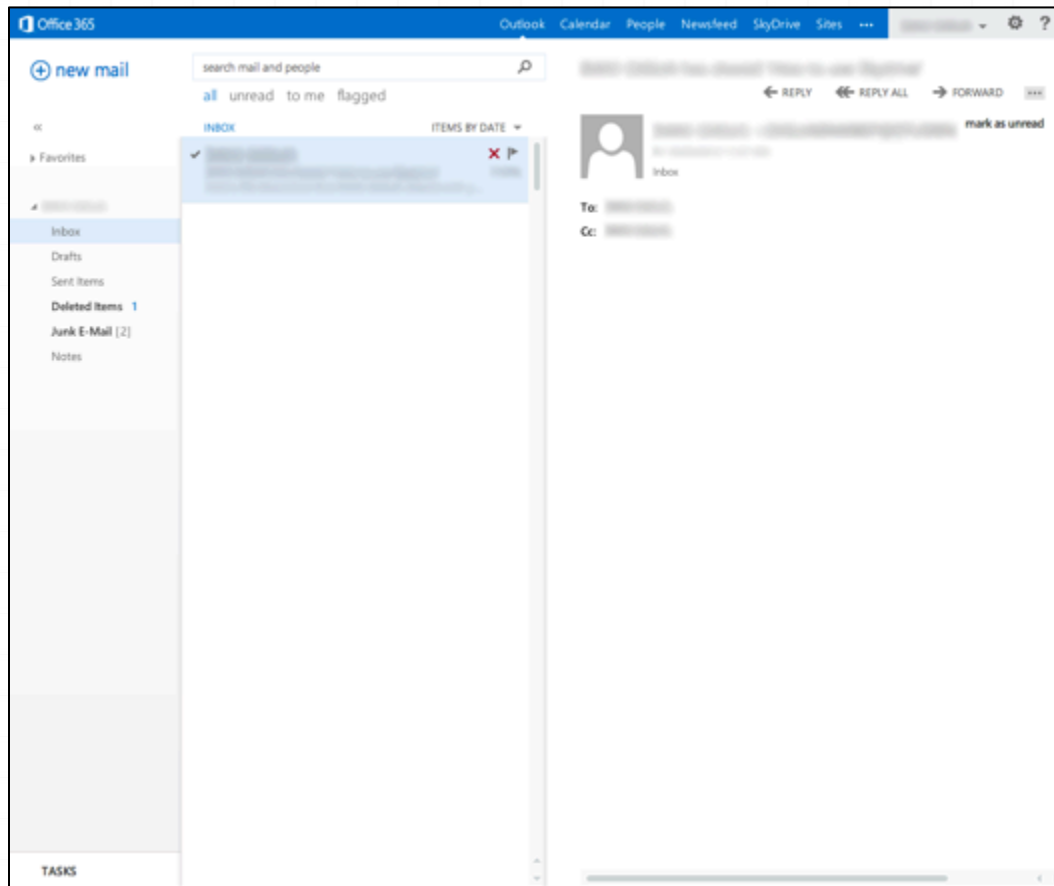 Office 365
Outlook Calendar People Newsfeed SkyDrive Sites ••• ?
new mail
search mail and people
all unread to me flagged
REPLY REPLY ALL FORWARD •••
«
INBOX ITEMS BY DATE
mark as unread
Favorites
Inbox
To:
Cc:
Inbox
Drafts
Sent Items
Deleted Items 1
Junk E-Mail [2]
Notes
TASKS